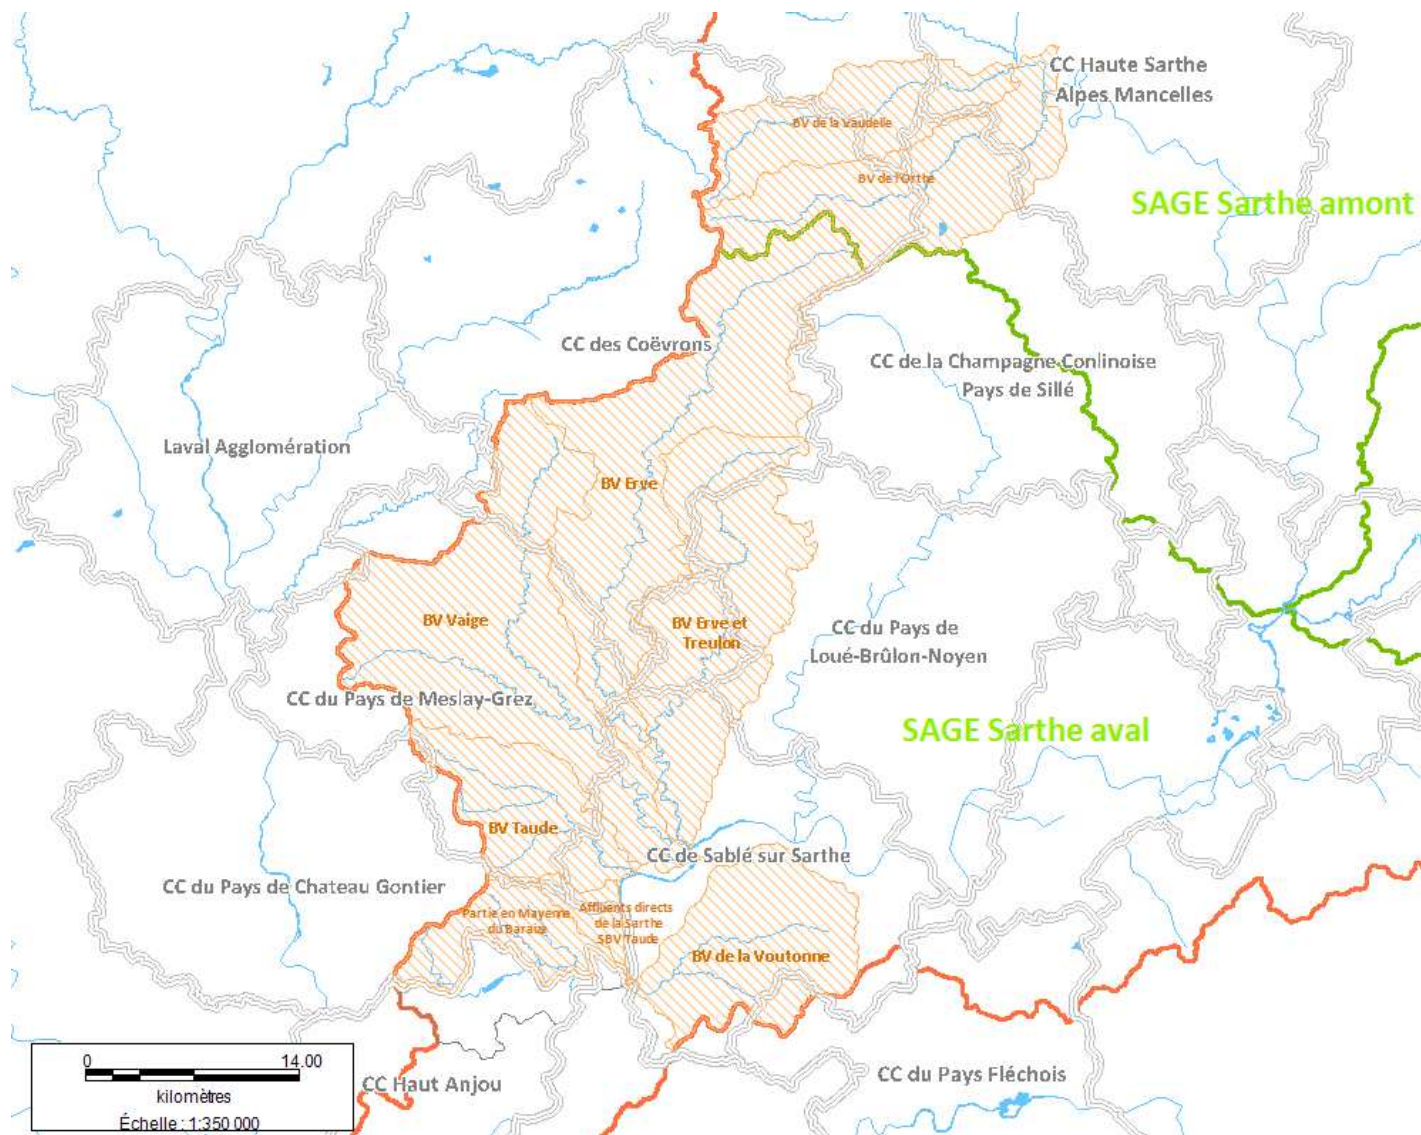 CC Haute Sarthe
Alpes Mancelles
BV de la Vaudelle
BV de l'Orthe
SAGE Sarthe amont
CC des Coëvrons
CC de la Champagne Conlinoise
Pays de Sillé
Laval Agglomération
BV Erve
BV Vaige
BV Erve et
Treulon
CC du Pays de
Loué-Brûlon-Noyen
CC du Pays de Meslay-Grez
SAGE Sarthe aval
BV Taude
CC de Sablé sur Sarthe
CC du Pays de Chateau Gontier
Partie en Mayenne
du Baraize
Affluents directs
de la Sarthe
SBV Taude
BV de la Voutonne
0 14.00
kilomètres
Échelle : 1:350 000
CC Haut Anjou
CC du Pays Fléchois